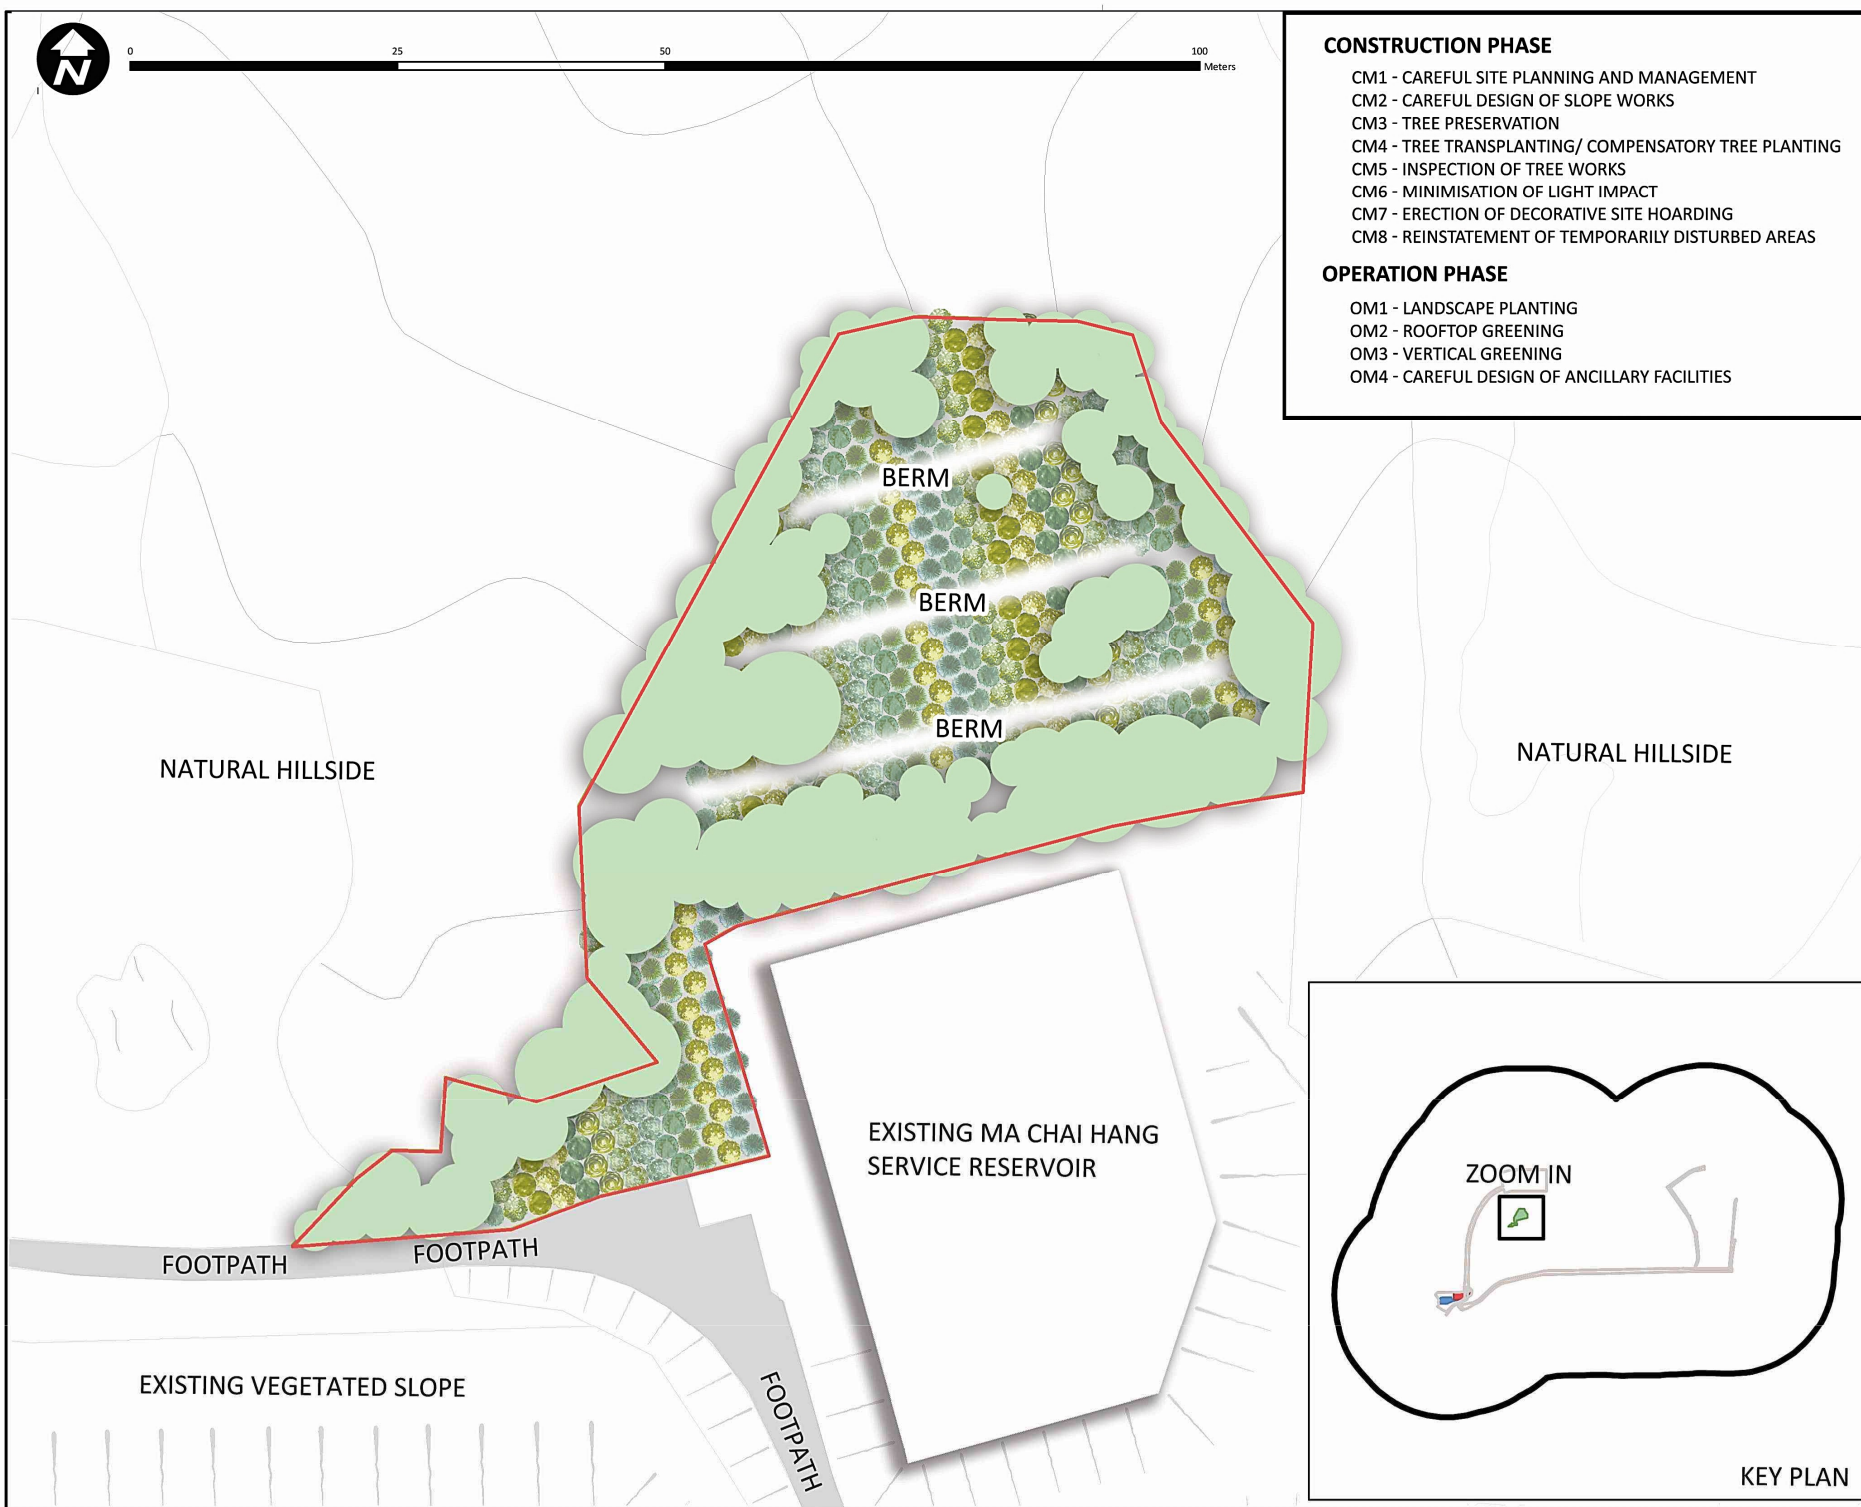 N
0 25 50 100
Meters
CONSTRUCTION PHASE
CM1 - CAREFUL SITE PLANNING AND MANAGEMENT
CM2 - CAREFUL DESIGN OF SLOPE WORKS
CM3 - TREE PRESERVATION
CM4 - TREE TRANSPLANTING/ COMPENSATORY TREE PLANTING
CM5 - INSPECTION OF TREE WORKS
CM6 - MINIMISATION OF LIGHT IMPACT
CM7 - ERECTION OF DECORATIVE SITE HOARDING
CM8 - REINSTATEMENT OF TEMPORARILY DISTURBED AREAS
OPERATION PHASE
OM1 - LANDSCAPE PLANTING
OM2 - ROOFTOP GREENING
OM3 - VERTICAL GREENING
OM4 - CAREFUL DESIGN OF ANCILLARY FACILITIES
BERM
BERM
BERM
NATURAL HILLSIDE
NATURAL HILLSIDE
EXISTING MA CHAI HANG
SERVICE RESERVOIR
ZOOM IN
FOOTPATH
FOOTPATH
EXISTING VEGETATED SLOPE
FOOTPATH
KEY PLAN